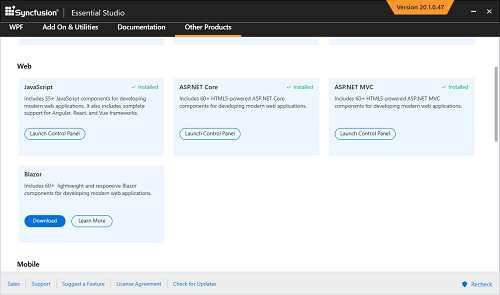 Syncfusion® | Essential Studio
Version 20.1.0.47
WPF Add On & Utilities Documentation Other Products
Web
JavaScript ✓ Installed
Includes 55+ JavaScript components for developing
modern web applications. It also includes complete
support for Angular, React, and Vue frameworks.
Launch Control Panel
ASP.NET Core ✓ Installed
Includes 60+ HTML5-powered ASP.NET Core
components for developing modern web applications.
Launch Control Panel
ASP.NET MVC ✓ Installed
Includes 60+ HTML5-powered ASP.NET MVC
components for developing modern web applications.
Launch Control Panel
Blazor
Includes 60+ lightweight and responsive Blazor
components for developing modern web applications.
Download Learn More
Mobile
Sales Support Suggest a Feature License Agreement Check for Updates Recheck